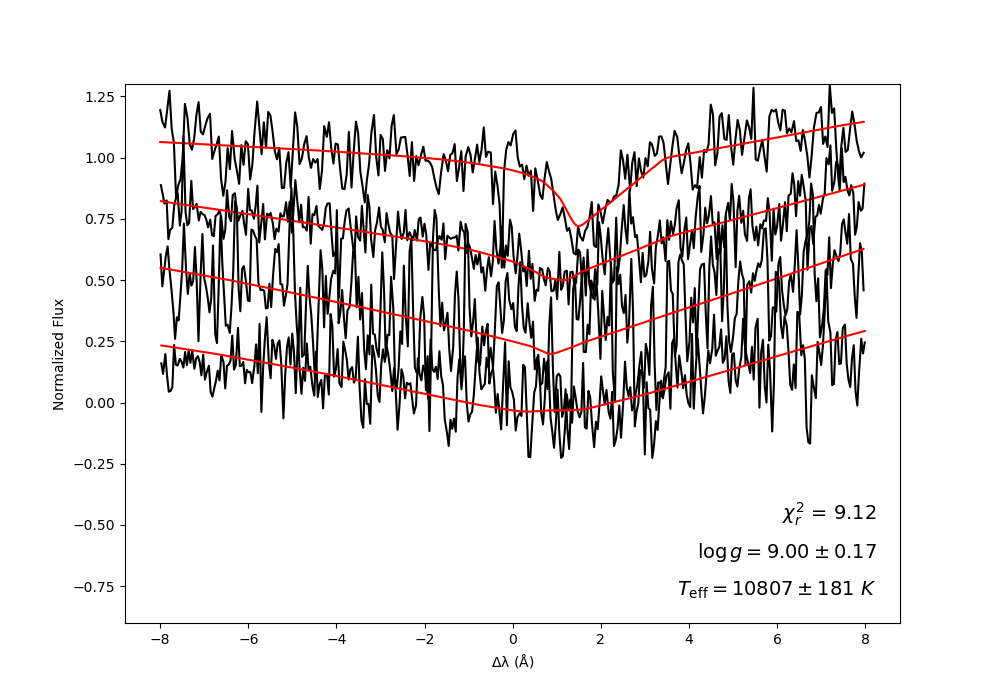 1.25
1.00
0.75
0.50
0.25
0.00
−0.25
−0.50
−0.75
Normalized Flux
χ²ᵣ = 9.12
log g = 9.00 ± 0.17
T_eff = 10807 ± 181 K
−8 −6 −4 −2 0 2 4 6 8
Δλ (Å)